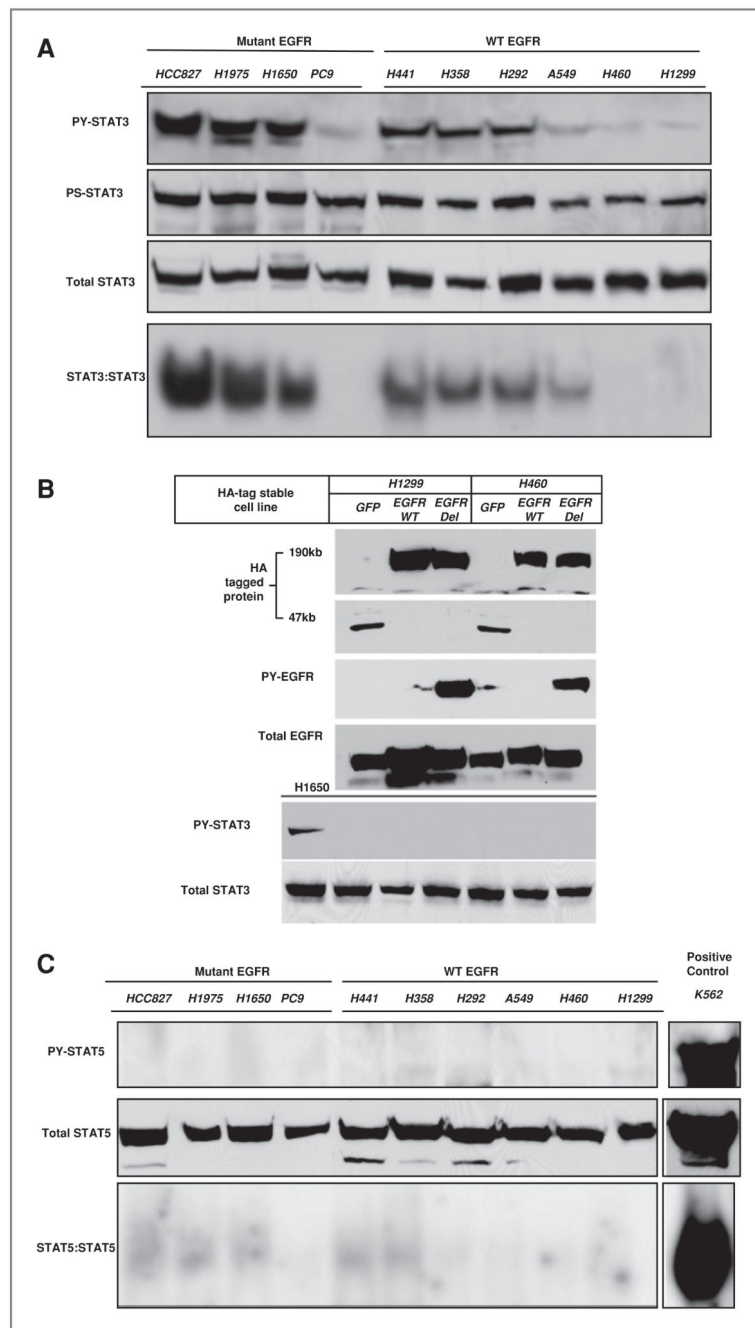 A
Mutant EGFR WT EGFR
HCC827 H1975 H1650 PC9 H441 H358 H292 A549 H460 H1299
PY-STAT3
PS-STAT3
Total STAT3
STAT3:STAT3
B
HA-tag stable cell line
H1299 H460
GFP EGFR WT EGFR Del GFP EGFR WT EGFR Del
190kb
HA
tagged
protein
47kb
PY-EGFR
Total EGFR
H1650
PY-STAT3
Total STAT3
C
Mutant EGFR WT EGFR Positive Control
HCC827 H1975 H1650 PC9 H441 H358 H292 A549 H460 H1299 K562
PY-STAT5
Total STAT5
STAT5:STAT5